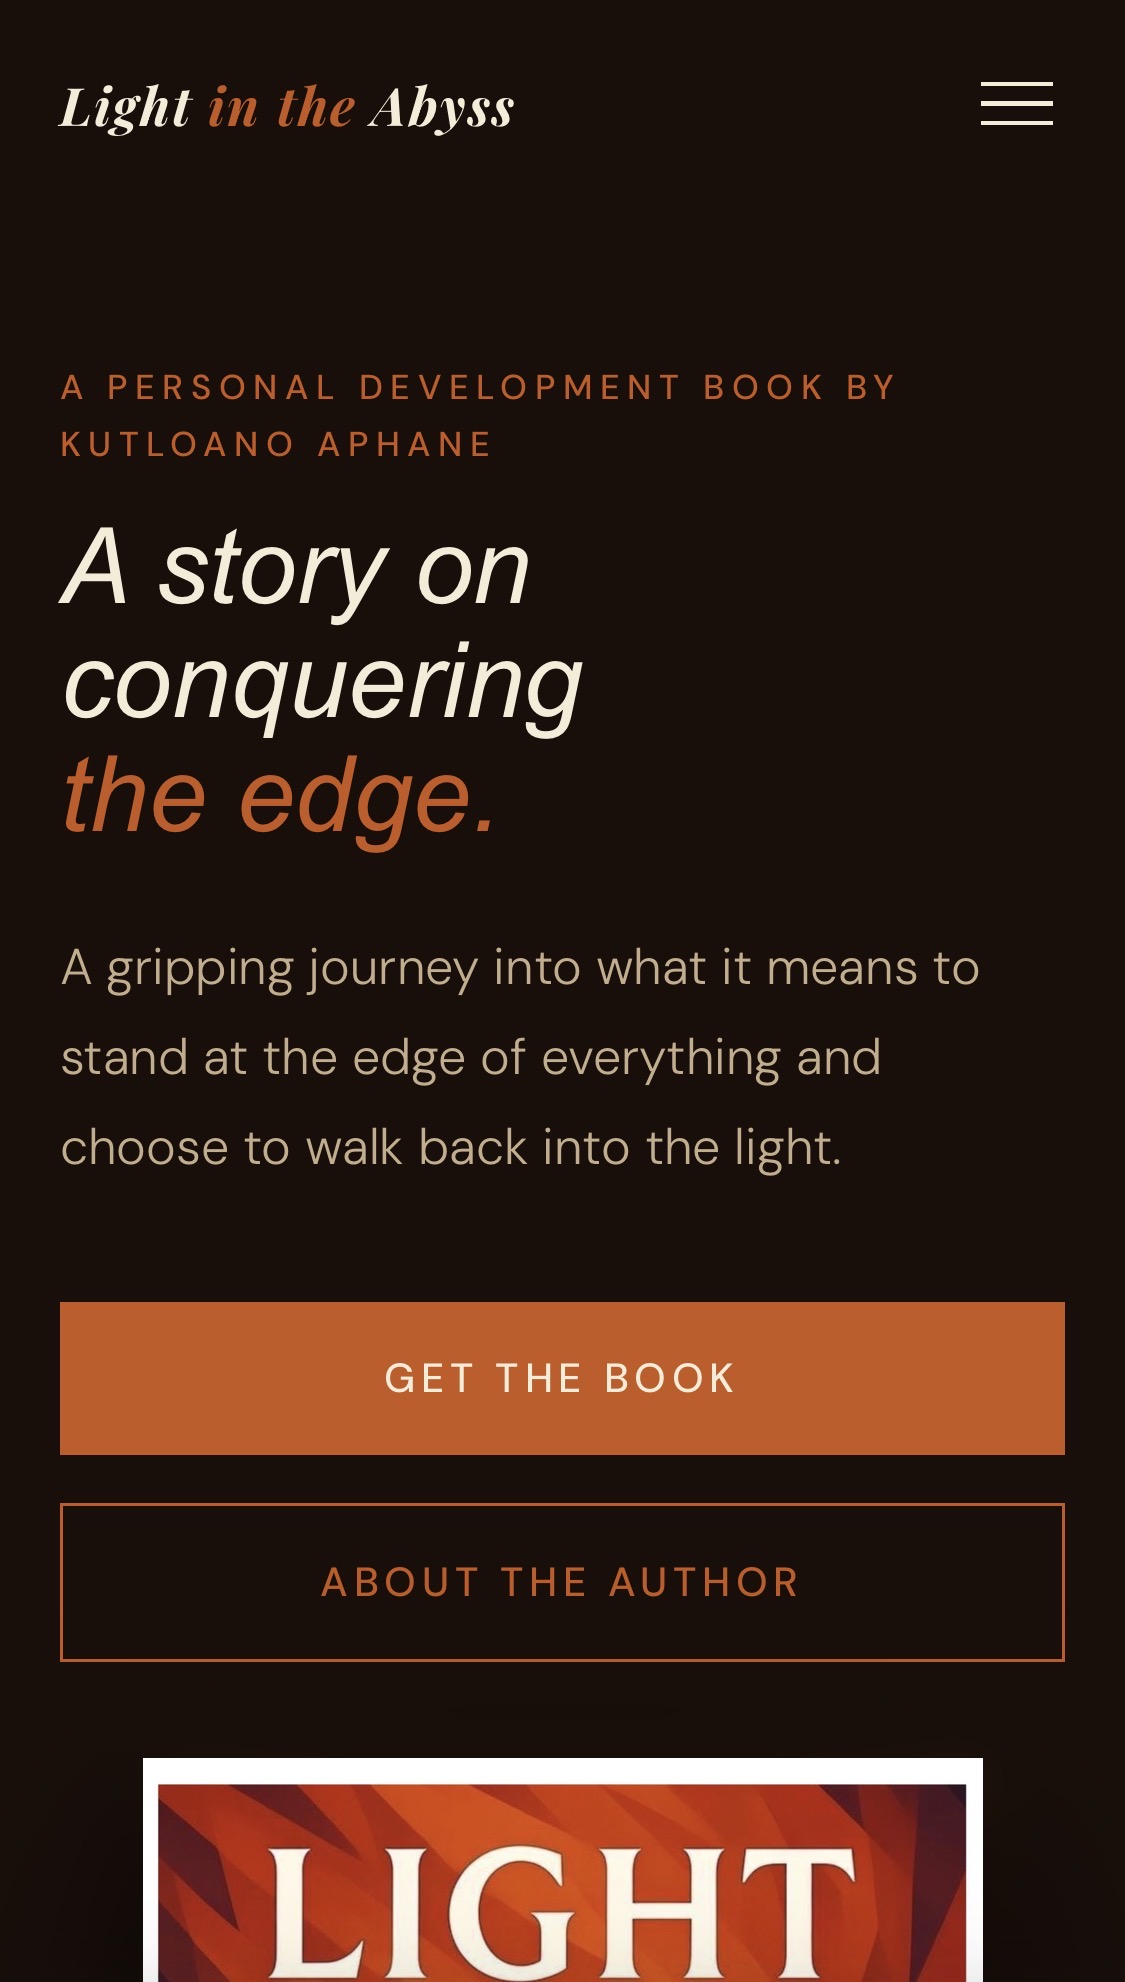 Light in the Abyss
A PERSONAL DEVELOPMENT BOOK BY
KUTLOANO APHANE
A story on
conquering
the edge.
A gripping journey into what it means to
stand at the edge of everything and
choose to walk back into the light.
GET THE BOOK
ABOUT THE AUTHOR
LIGHT